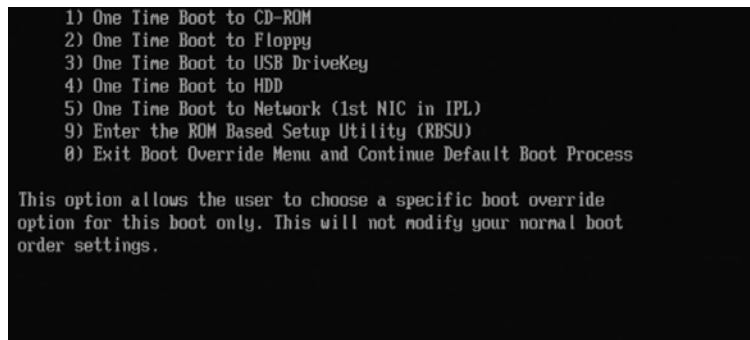 1) One Time Boot to CD-ROM
2) One Time Boot to Floppy
3) One Time Boot to USB DriveKey
4) One Time Boot to HDD
5) One Time Boot to Network (1st NIC in IPL)
9) Enter the ROM Based Setup Utility (RBSU)
0) Exit Boot Override Menu and Continue Default Boot Process
This option allows the user to choose a specific boot override
option for this boot only. This will not modify your normal boot
order settings.